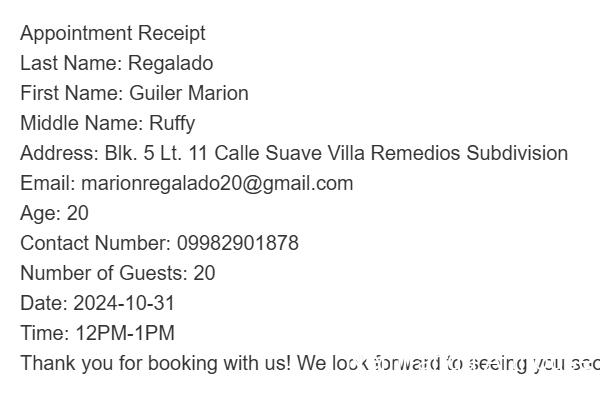 Appointment Receipt
Last Name: Regalado
First Name: Guiler Marion
Middle Name: Ruffy
Address: Blk. 5 Lt. 11 Calle Suave Villa Remedios Subdivision
Email: marionregalado20@gmail.com
Age: 20
Contact Number: 09982901878
Number of Guests: 20
Date: 2024-10-31
Time: 12PM-1PM
Thank you for booking with us! We look forward to seeing you